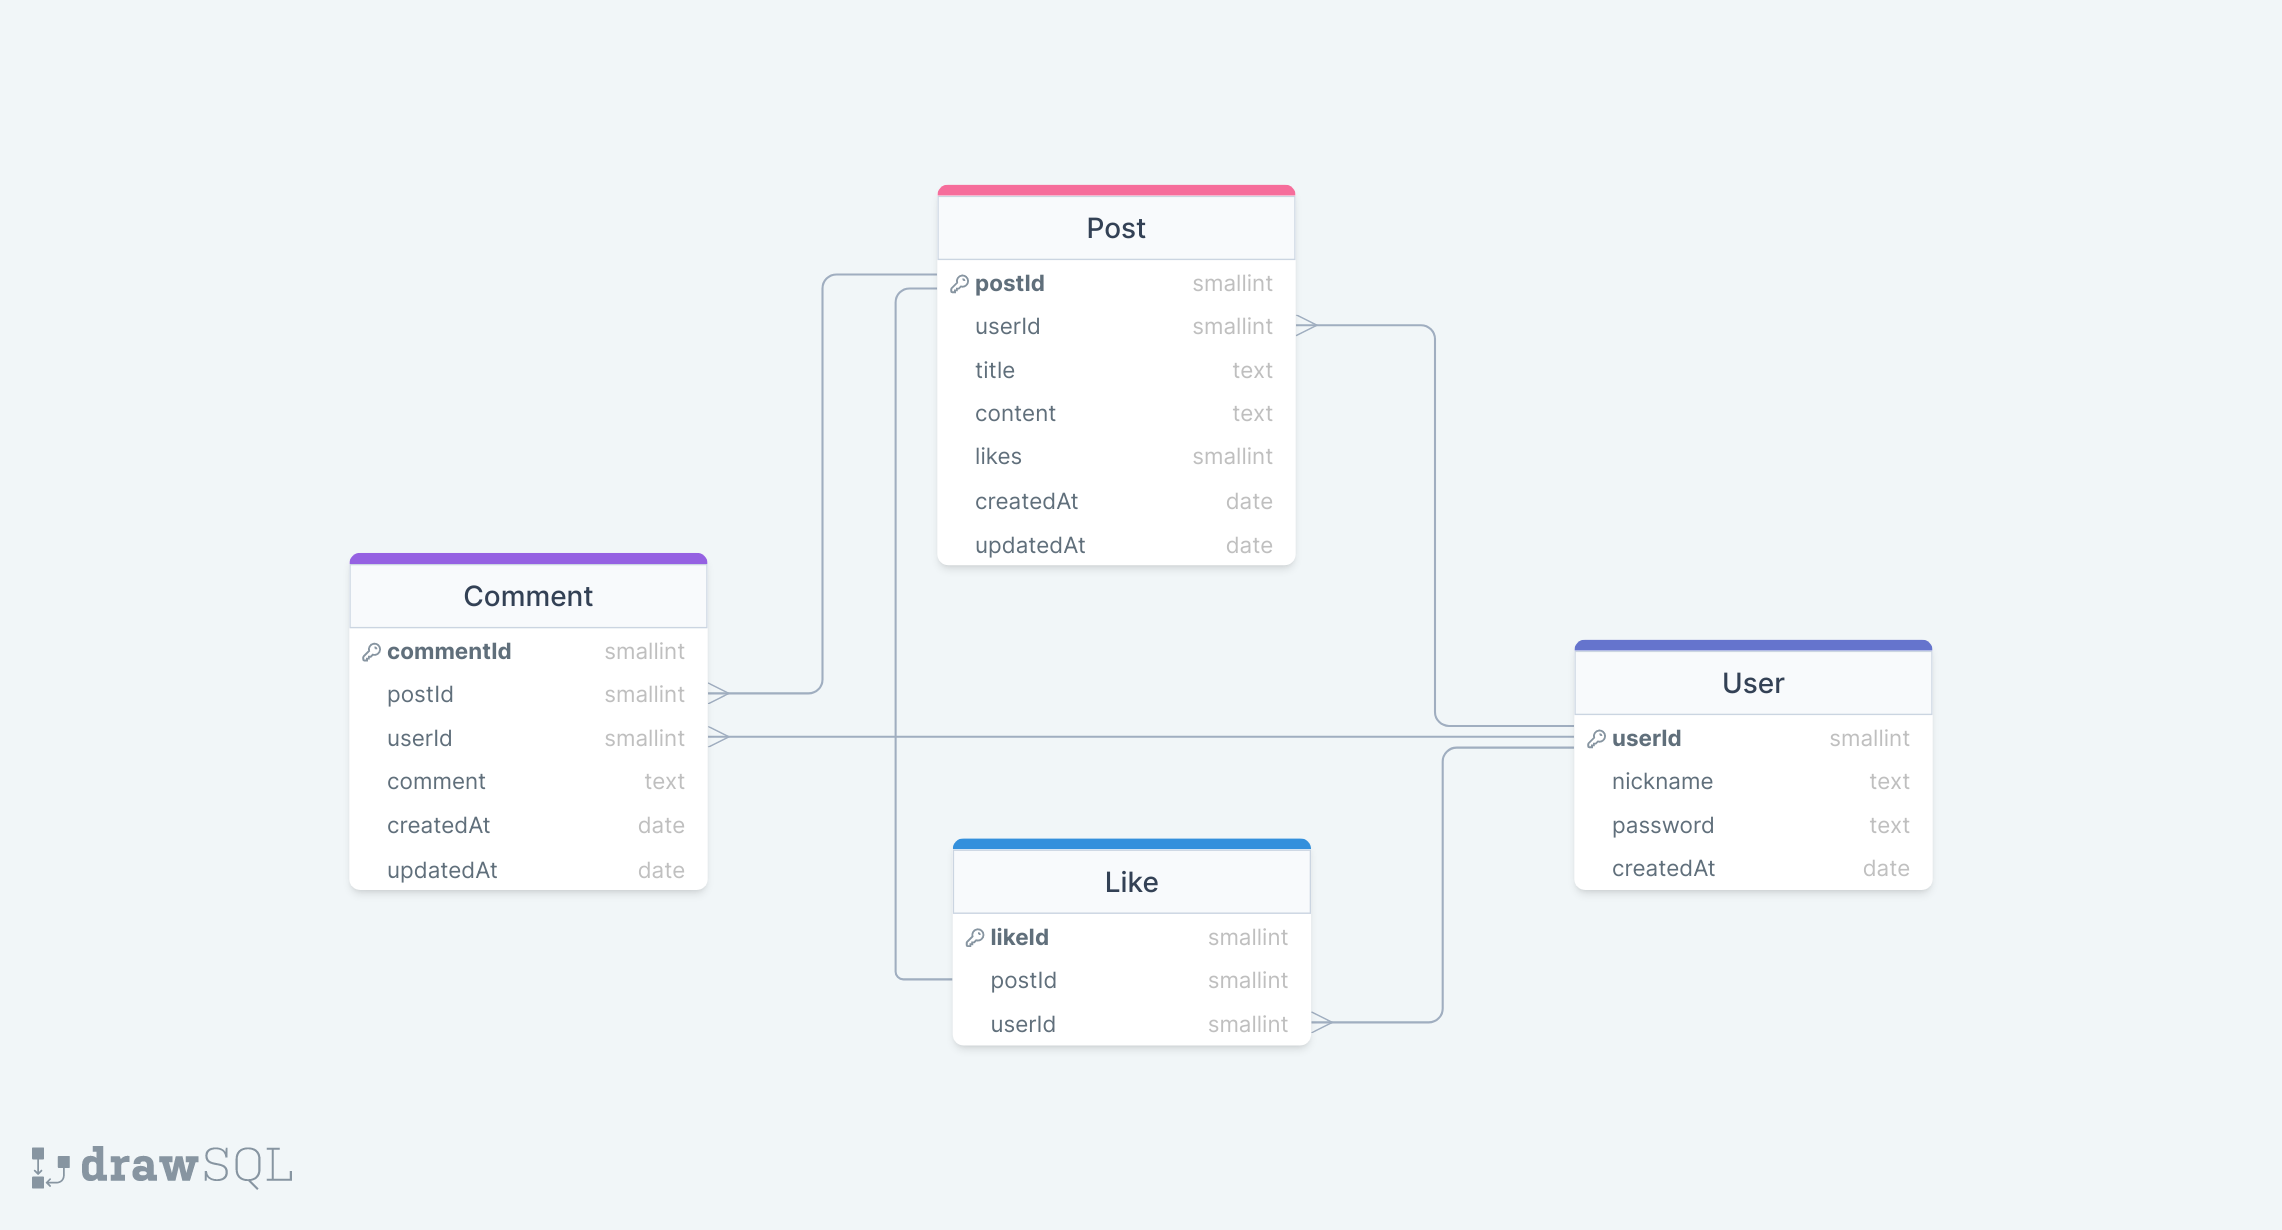 Post
postId smallint
userId smallint
title text
content text
likes smallint
createdAt date
updatedAt date
Comment
commentId smallint
postId smallint
userId smallint
comment text
createdAt date
updatedAt date
User
userId smallint
nickname text
password text
createdAt date
Like
likeId smallint
postId smallint
userId smallint
drawSQL